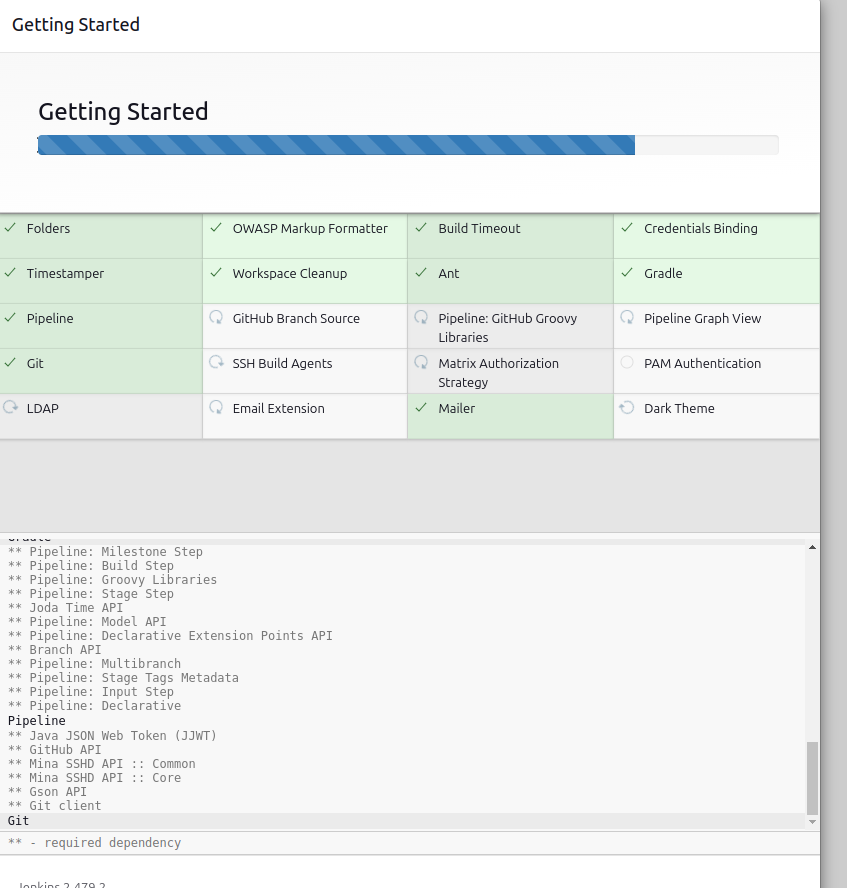 Getting Started
Getting Started
Folders
OWASP Markup Formatter
Build Timeout
Credentials Binding
Timestamper
Workspace Cleanup
Ant
Gradle
Pipeline
GitHub Branch Source
Pipeline: GitHub Groovy
Libraries
Pipeline Graph View
Git
SSH Build Agents
Matrix Authorization
Strategy
PAM Authentication
LDAP
Email Extension
Mailer
Dark Theme
Gradle
** Pipeline: Milestone Step
** Pipeline: Build Step
** Pipeline: Groovy Libraries
** Pipeline: Stage Step
** Joda Time API
** Pipeline: Model API
** Pipeline: Declarative Extension Points API
** Branch API
** Pipeline: Multibranch
** Pipeline: Stage Tags Metadata
** Pipeline: Input Step
** Pipeline: Declarative
Pipeline
** Java JSON Web Token (JJWT)
** GitHub API
** Mina SSHD API :: Common
** Mina SSHD API :: Core
** Gson API
** Git client
Git
** - required dependency
Jenkins 2.479.2